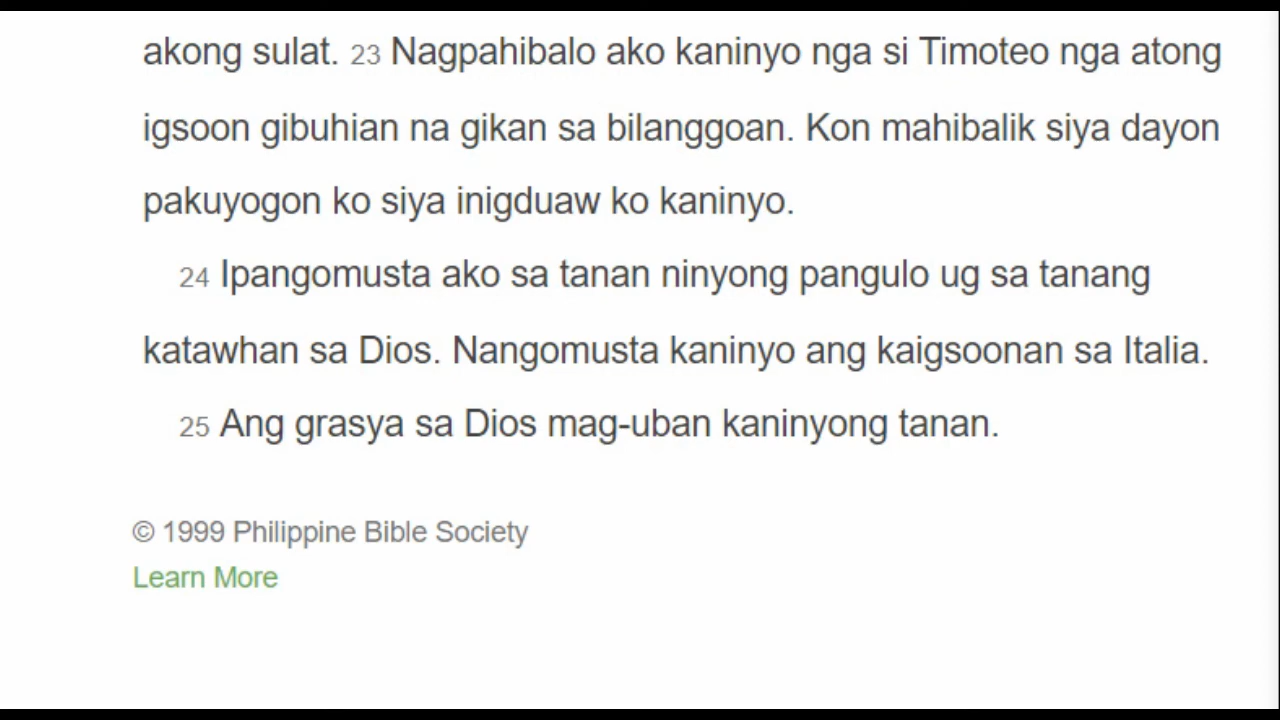 akong sulat. 23 Nagpahibalo ako kaninyo nga si Timoteo nga atong
igsoon gibuhian na gikan sa bilanggoan. Kon mahibalik siya dayon
pakuyogon ko siya inigduaw ko kaninyo.
24 Ipangomusta ako sa tanan ninyong pangulo ug sa tanang
katawhan sa Dios. Nangomusta kaninyo ang kaigsoonan sa Italia.
25 Ang grasya sa Dios mag-uban kaninyong tanan.
© 1999 Philippine Bible Society
Learn More